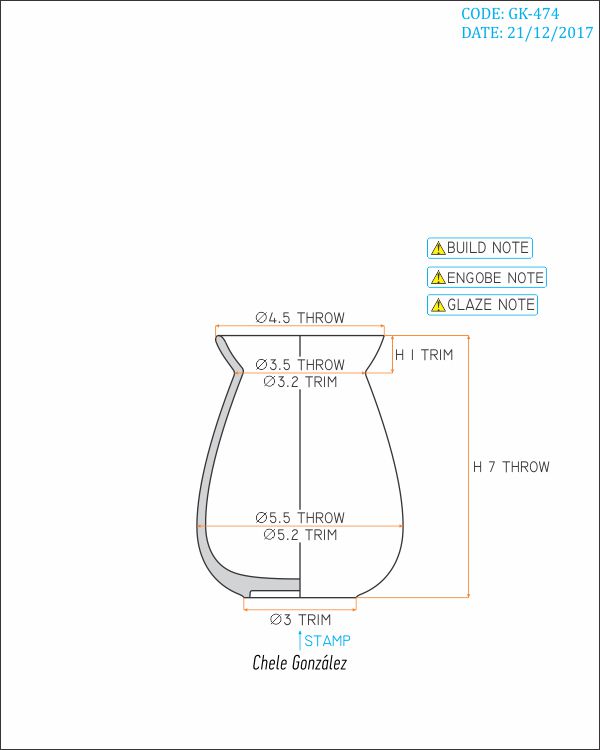 CODE: GK-474
DATE: 21/12/2017
BUILD NOTE
ENGOBE NOTE
GLAZE NOTE
Ø4.5 THROW
H 1 TRIM
Ø3.5 THROW
Ø3.2 TRIM
H 7 THROW
Ø5.5 THROW
Ø5.2 TRIM
Ø3 TRIM
STAMP
Chele González